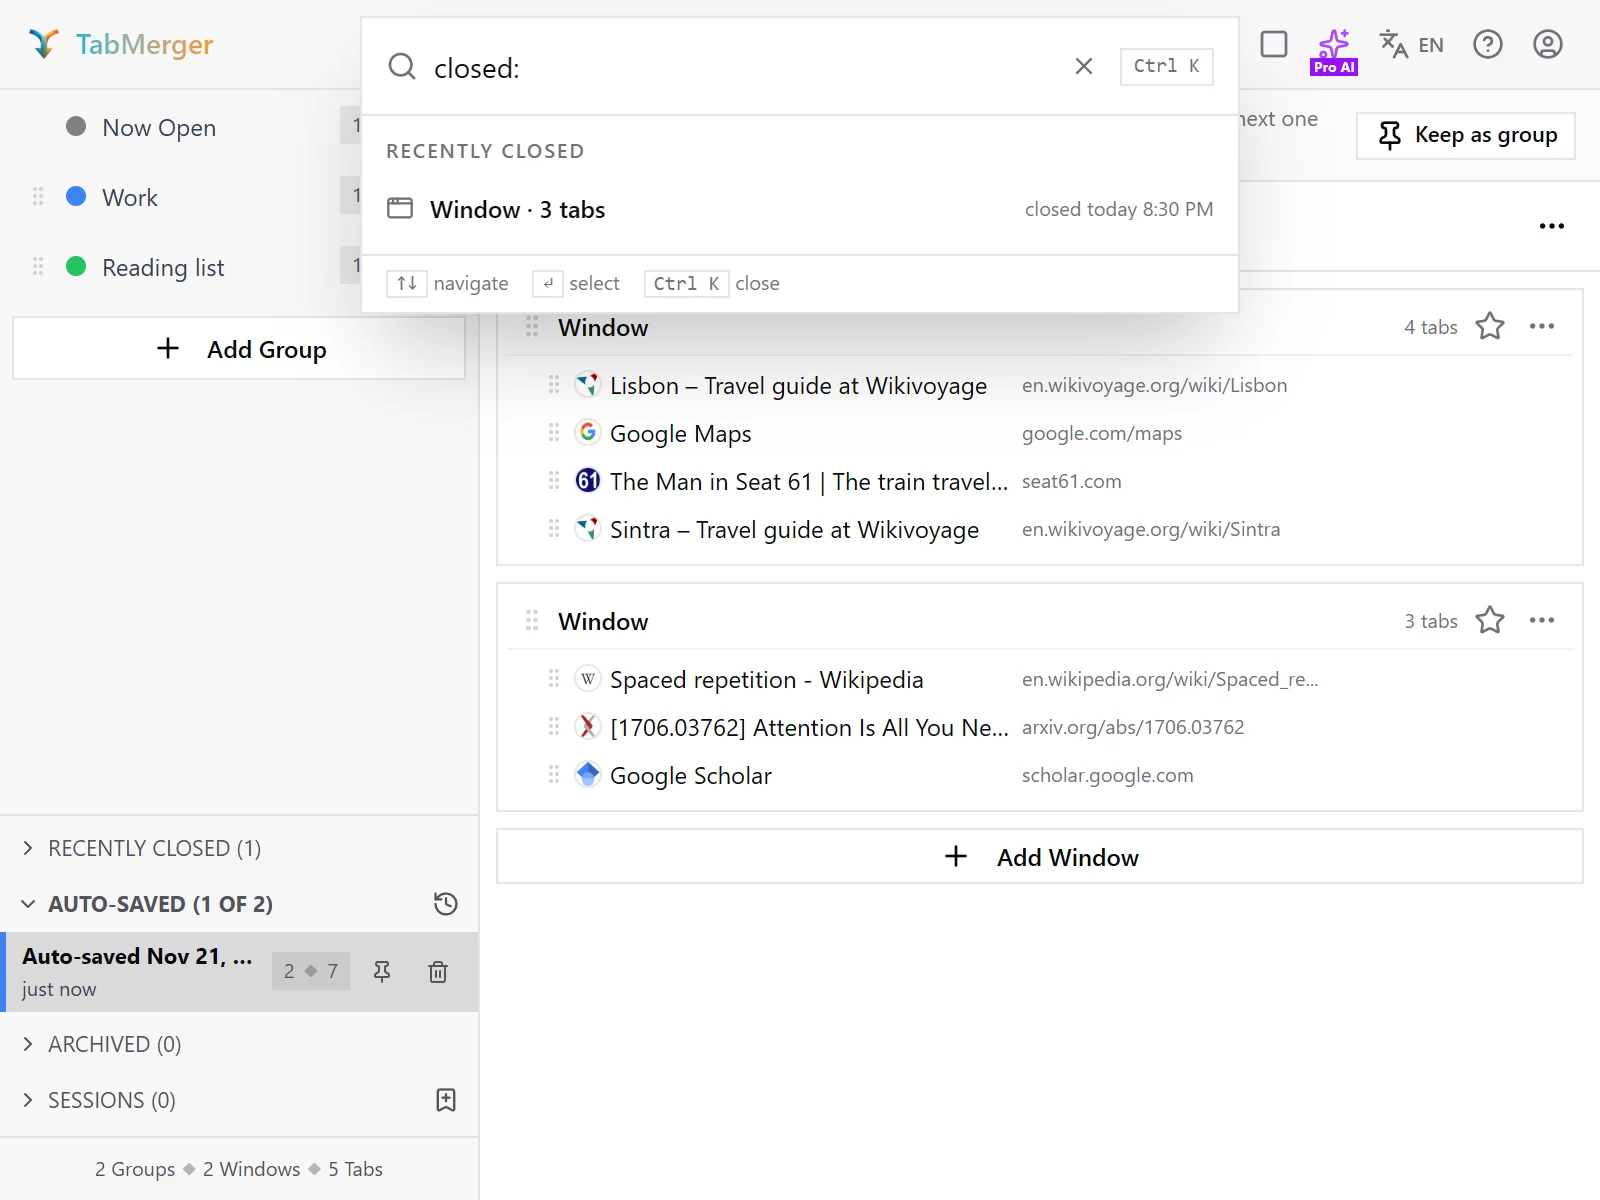 TabMerger
closed:
Ctrl K
Pro AI
EN
Now Open
1
next one
Keep as group
RECENTLY CLOSED
Work
1
Window · 3 tabs
closed today 8:30 PM
Reading list
1
↑↓ navigate
↵ select
Ctrl K close
Add Group
Window
4 tabs
Lisbon – Travel guide at Wikivoyage
en.wikivoyage.org/wiki/Lisbon
Google Maps
google.com/maps
61
The Man in Seat 61 | The train travel...
seat61.com
Sintra – Travel guide at Wikivoyage
en.wikivoyage.org/wiki/Sintra
Window
3 tabs
W
Spaced repetition - Wikipedia
en.wikipedia.org/wiki/Spaced_re...
[1706.03762] Attention Is All You Ne...
arxiv.org/abs/1706.03762
Google Scholar
scholar.google.com
Add Window
RECENTLY CLOSED (1)
AUTO-SAVED (1 OF 2)
Auto-saved Nov 21, ...
just now
2 ◆ 7
ARCHIVED (0)
SESSIONS (0)
2 Groups ◆ 2 Windows ◆ 5 Tabs